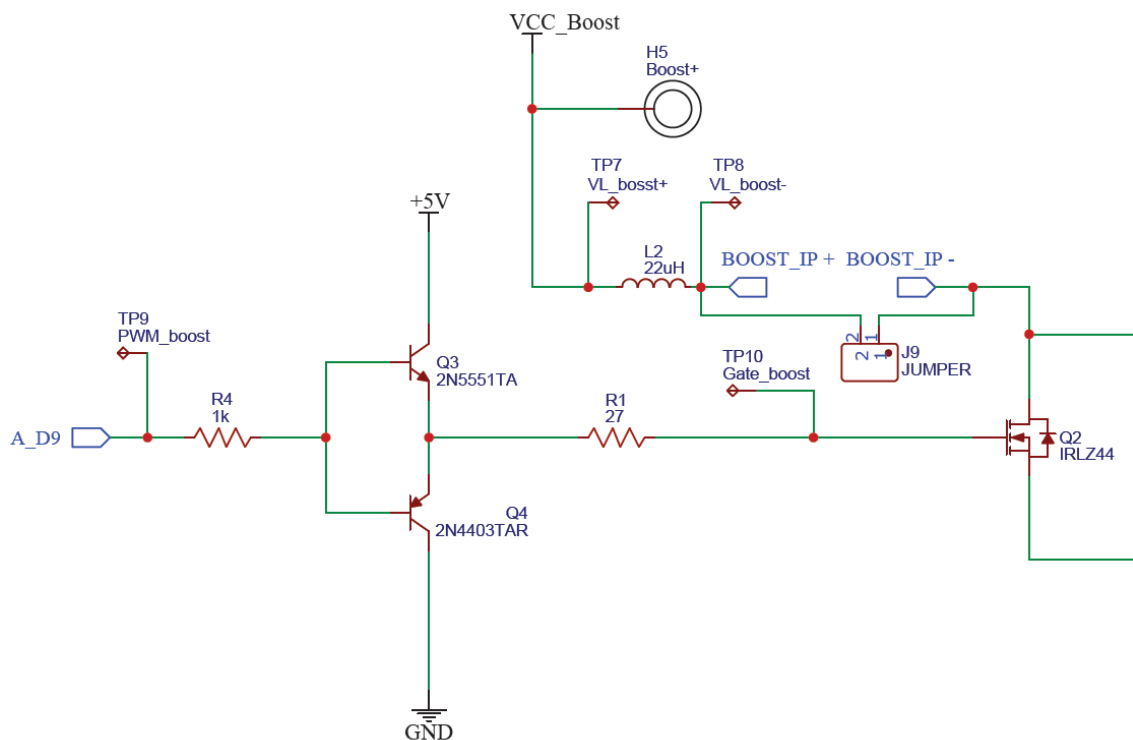 VCC_Boost
H5
Boost+
TP7
VL_bosst+
TP8
VL_boost-
+5V
L2
22uH
BOOST_IP +
BOOST_IP -
TP9
PWM_boost
2
1
2
1
J9
JUMPER
Q3
2N5551TA
TP10
Gate_boost
R4
1k
R1
27
A_D9
Q2
IRLZ44
Q4
2N4403TAR
GND